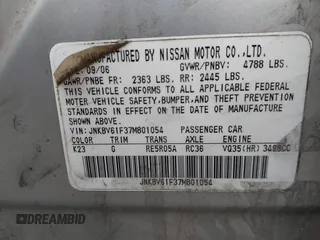 MANUFACTURED BY NISSAN MOTOR CO.,LTD.
09/06 GVWR/PNBV: 4788 LBS.
GAWR/PNBE FR: 2363 LBS. RR: 2445 LBS.
THIS VEHICLE CONFORMS TO ALL APPLICABLE
FEDERAL MOTOR VEHICLE SAFETY, BUMPER, AND THEFT PREVENTION
STANDARDS IN EFFECT ON THE DATE OF MANUFACTURE
SHOWN ABOVE.
VIN: JNKBV61F37M801054 PASSENGER CAR
COLOR TRIM TRANS AXLE ENGINE
K23 G RE5R05A RC36 VQ35(HR) 3498CC
JNKBV61F37M801054
DREAMBID